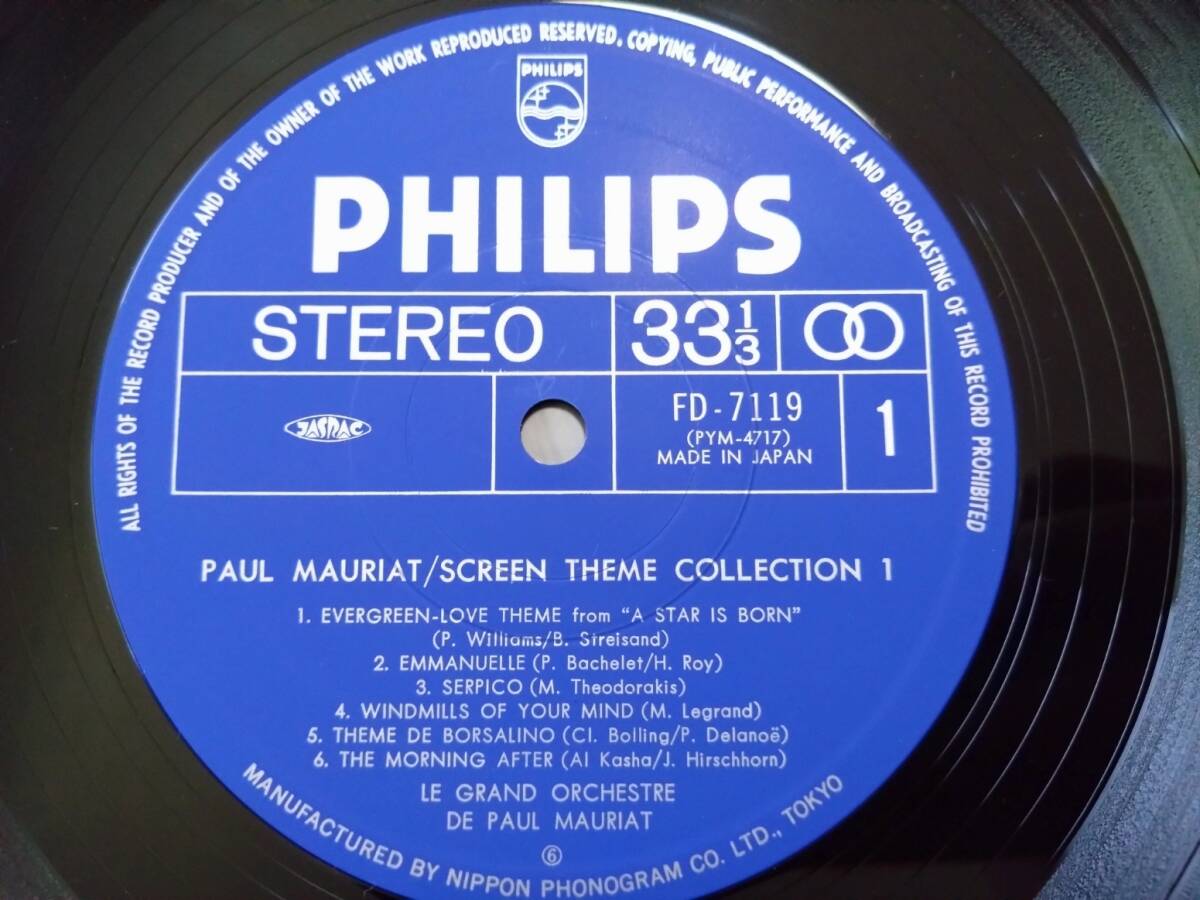 ALL RIGHTS OF THE RECORD PRODUCER AND OF THE OWNER OF THE WORK REPRODUCED RESERVED. COPYING, PUBLIC PERFORMANCE AND BROADCASTING OF THIS RECORD PROHIBITED
PHILIPS
PHILIPS
STEREO
33 1/3
JASRAC
FD-7119
(PYM-4717)
MADE IN JAPAN
1
PAUL MAURIAT/SCREEN THEME COLLECTION 1
1. EVERGREEN-LOVE THEME from "A STAR IS BORN"
(P. Williams/B. Streisand)
2. EMMANUELLE (P. Bachelet/H. Roy)
3. SERPICO (M. Theodorakis)
4. WINDMILLS OF YOUR MIND (M. Legrand)
5. THEME DE BORSALINO (Cl. Bolling/P. Delanoë)
6. THE MORNING AFTER (Al Kasha/J. Hirschhorn)
LE GRAND ORCHESTRE
DE PAUL MAURIAT
⑥
MANUFACTURED BY NIPPON PHONOGRAM CO. LTD., TOKYO